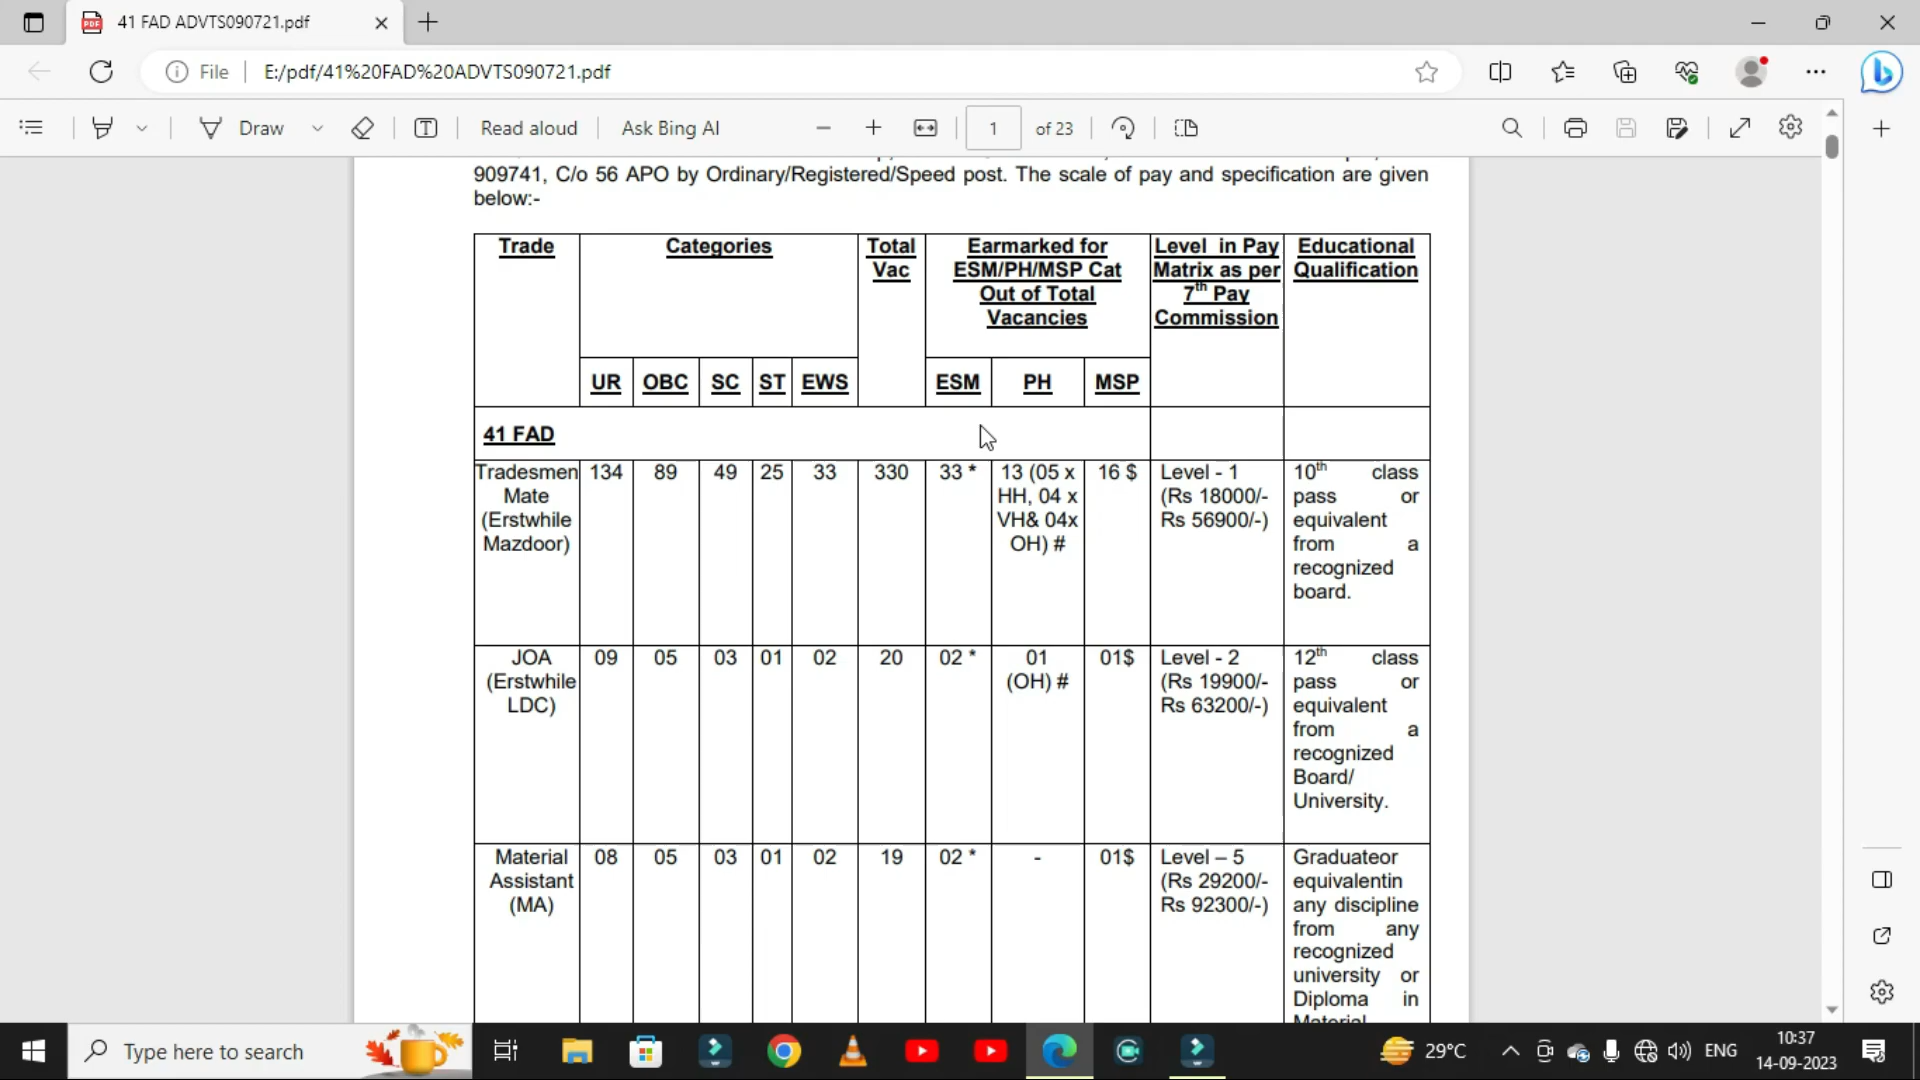 41 FAD ADVTS090721.pdf
File
E:/pdf/41%20FAD%20ADVTS090721.pdf
Draw
Read aloud
Ask Bing AI
1
of 23
909741, C/o 56 APO by Ordinary/Registered/Speed post. The scale of pay and specification are given
below:-
Trade
Categories
Total
Vac
Earmarked for
ESM/PH/MSP Cat
Out of Total
Vacancies
Level in Pay
Matrix as per
7th Pay
Commission
Educational
Qualification
UR OBC SC ST EWS ESM PH MSP
41 FAD
Tradesmen
Mate
(Erstwhile
Mazdoor)
134
89
49
25
33
330
33 *
13 (05 x
HH, 04 x
VH& 04x
OH) #
16 $
Level - 1
(Rs 18000/-
Rs 56900/-)
10th class
pass or
equivalent
from a
recognized
board.
JOA
(Erstwhile
LDC)
09
05
03
01
02
20
02 *
01
(OH) #
01$
Level - 2
(Rs 19900/-
Rs 63200/-)
12th class
pass or
equivalent
from a
recognized
Board/
University.
Material
Assistant
(MA)
08
05
03
01
02
19
02 *
-
01$
Level – 5
(Rs 29200/-
Rs 92300/-)
Graduateor
equivalentin
any discipline
from any
recognized
university or
Diploma in
Material
Type here to search
29°C
ENG
10:37
14-09-2023